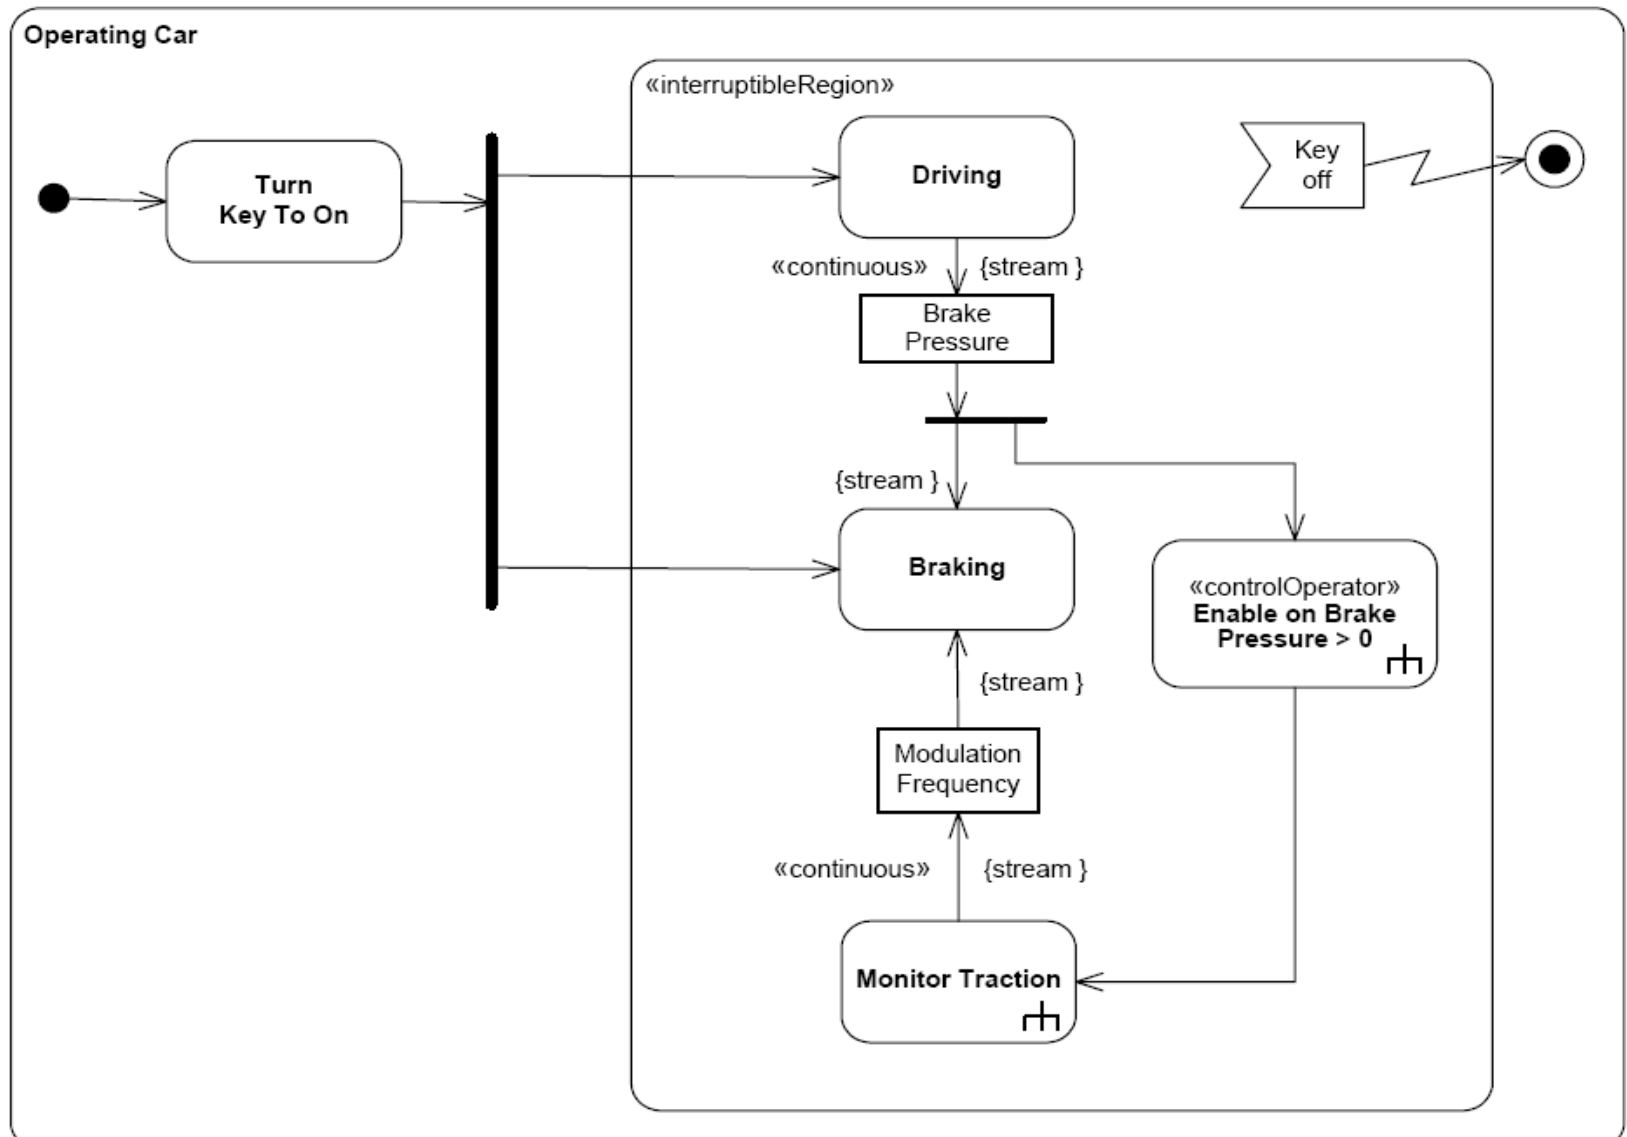 Operating Car
«interruptibleRegion»
Turn
Key To On
Driving
Key
off
«continuous»
{stream }
Brake
Pressure
{stream }
Braking
«controlOperator»
Enable on Brake
Pressure > 0
{stream }
Modulation
Frequency
«continuous»
{stream }
Monitor Traction